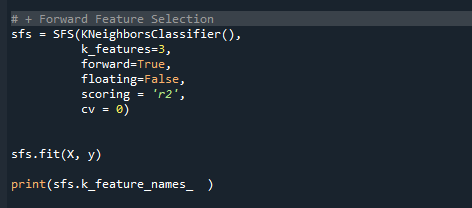 # + Forward Feature Selection
sfs = SFS(KNeighborsClassifier(),
k_features=3,
forward=True,
floating=False,
scoring = 'r2',
cv = 0)
sfs.fit(X, y)
print(sfs.k_feature_names_  )